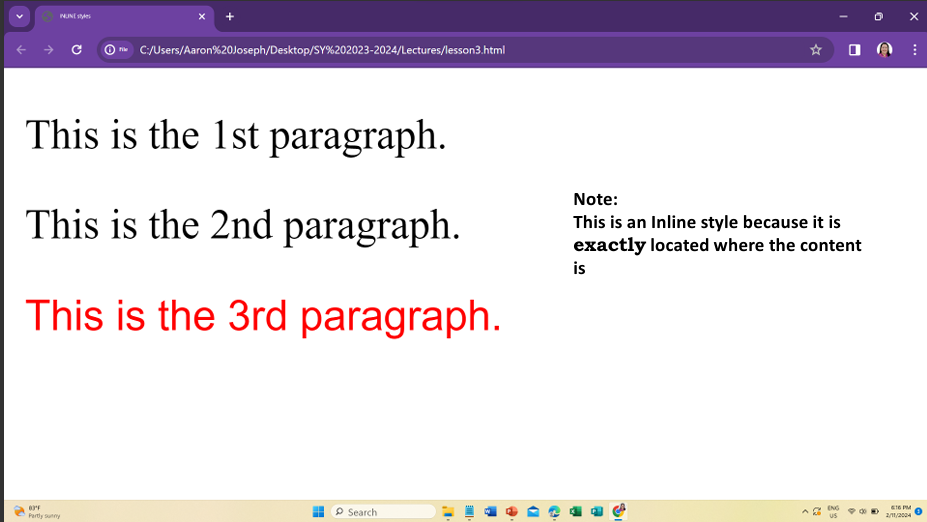 INLINE styles
File
C:/Users/Aaron%20Joseph/Desktop/SY%202023-2024/Lectures/lesson3.html
This is the 1st paragraph.
This is the 2nd paragraph.
This is the 3rd paragraph.
Note:
This is an Inline style because it is
exactly located where the content
is
93°F
Partly sunny
Search
ENG
US
6:16 PM
2/11/2024